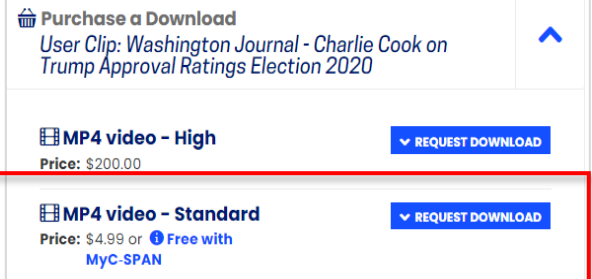 Purchase a Download
User Clip: Washington Journal - Charlie Cook on
Trump Approval Ratings Election 2020
MP4 video - High
REQUEST DOWNLOAD
Price: $200.00
MP4 video - Standard
REQUEST DOWNLOAD
Price: $4.99 or Free with
MyC-SPAN